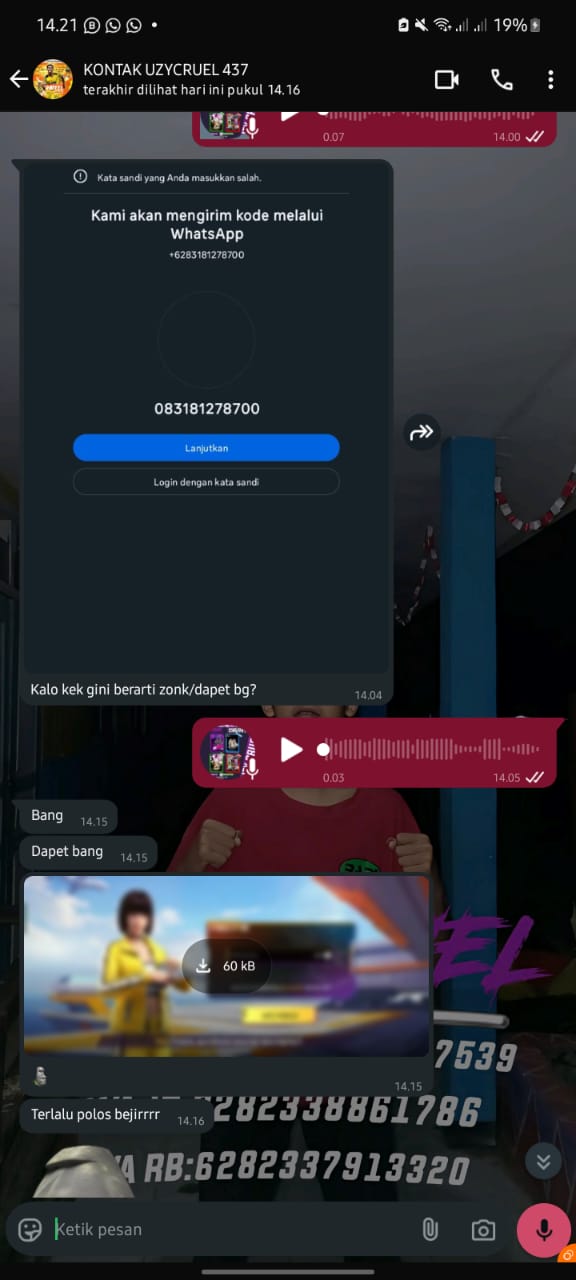 14.21
19%
KONTAK UZYCRUEL 437
terakhir dilihat hari ini pukul 14.16
0.07 14.00
Kata sandi yang Anda masukkan salah.
Kami akan mengirim kode melalui
WhatsApp
+6283181278700
083181278700
Lanjutkan
Login dengan kata sandi
Kalo kek gini berarti zonk/dapet bg?
14.04
0.03 14.05
Bang 14.15
Dapet bang 14.15
60 kB
14.15
EL
7539
Terlalu polos bejirrrr 14.16
6282338861786
WA RB:6282337913320
Ketik pesan